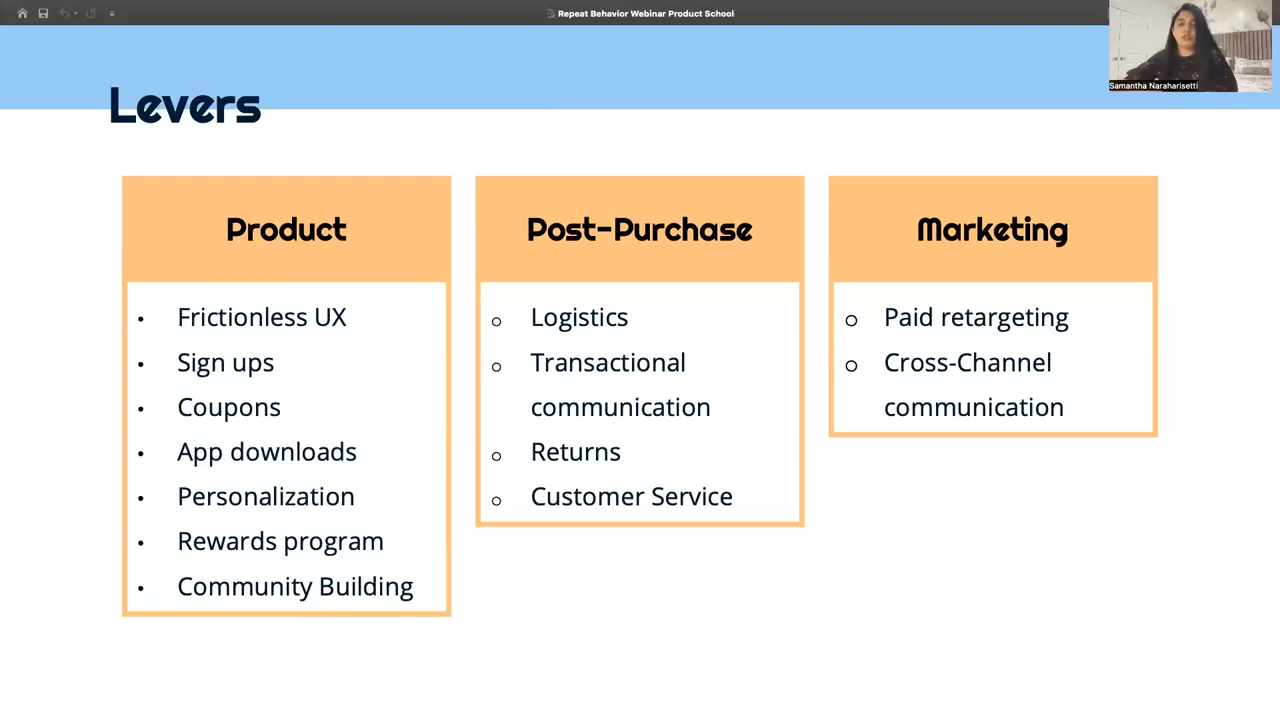 Repeat Behavior Webinar Product School
Samantha Naraharisetti
Levers
Product
Frictionless UX
Sign ups
Coupons
App downloads
Personalization
Rewards program
Community Building
Post-Purchase
Logistics
Transactional
communication
Returns
Customer Service
Marketing
Paid retargeting
Cross-Channel
communication